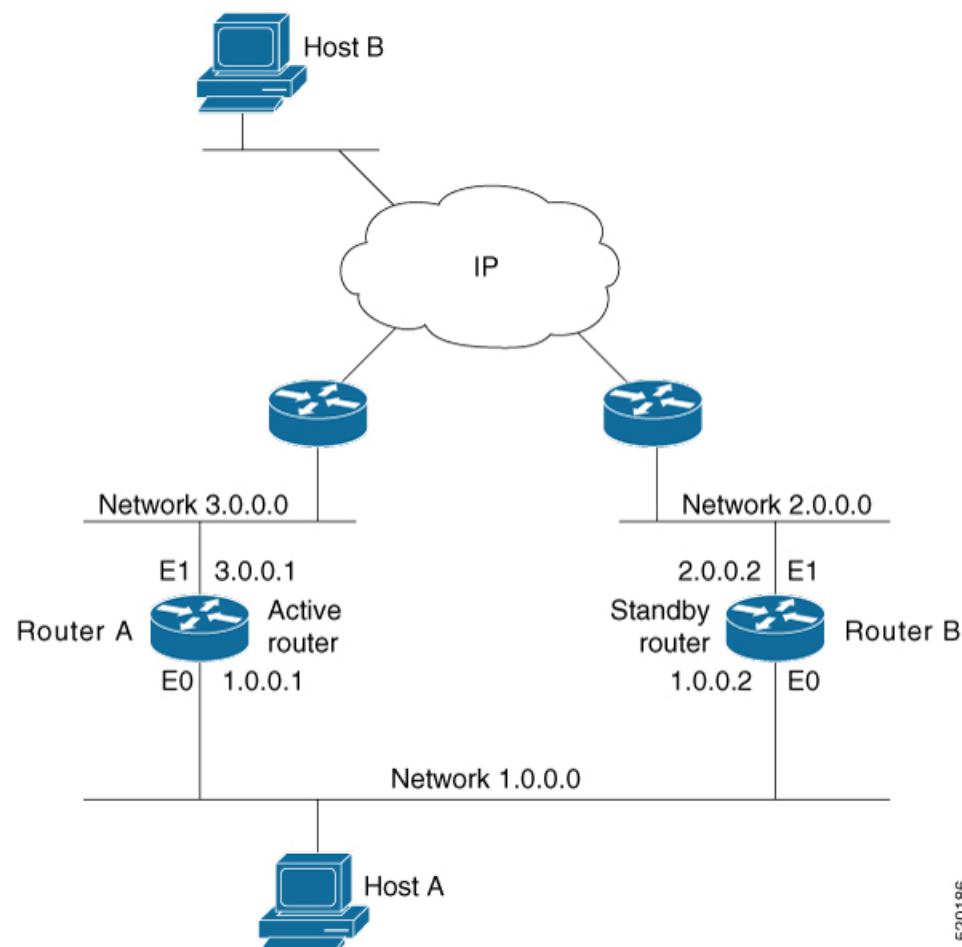 Host B
IP
Network 3.0.0.0
Network 2.0.0.0
E1 3.0.0.1
2.0.0.2 E1
Router A
Active
router
Standby
router
Router B
E0 1.0.0.1
1.0.0.2 E0
Network 1.0.0.0
Host A
520186